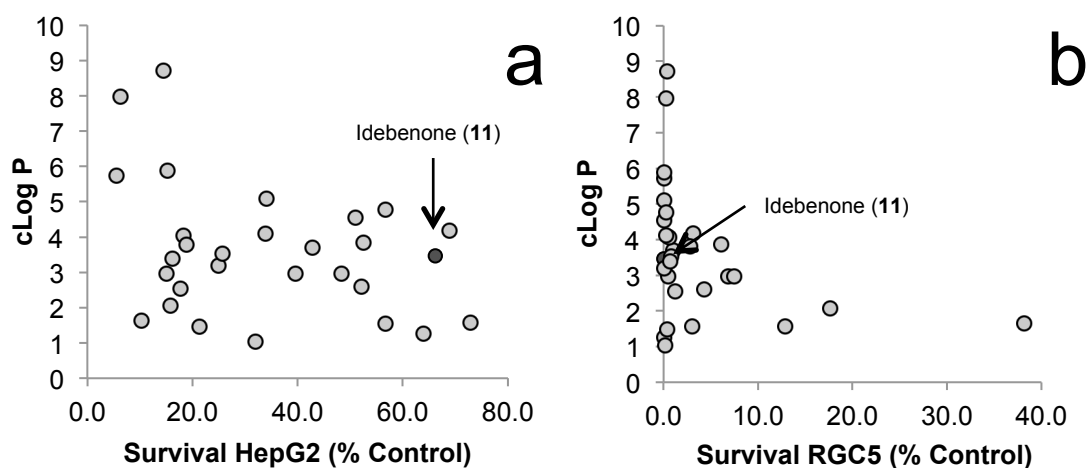 a
10
9
8
7
6
5
4
3
2
1
0
cLog P
Idebenone (11)
0.0 20.0 40.0 60.0 80.0
Survival HepG2 (% Control)
b
10
9
8
7
6
5
4
3
2
1
0
cLog P
Idebenone (11)
0.0 10.0 20.0 30.0 40.0
Survival RGC5 (% Control)